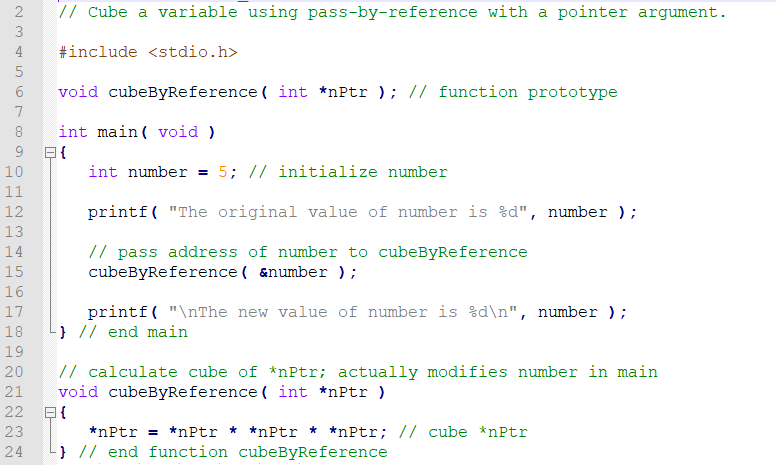 2 // Cube a variable using pass-by-reference with a pointer argument.
3
4 #include <stdio.h>
5
6 void cubeByReference( int *nPtr ); // function prototype
7
8 int main( void )
9 {
10 int number = 5; // initialize number
11
12 printf( "The original value of number is %d", number );
13
14 // pass address of number to cubeByReference
15 cubeByReference( &number );
16
17 printf( "\nThe new value of number is %d\n", number );
18 } // end main
19
20 // calculate cube of *nPtr; actually modifies number in main
21 void cubeByReference( int *nPtr )
22 {
23 *nPtr = *nPtr * *nPtr * *nPtr; // cube *nPtr
24 } // end function cubeByReference